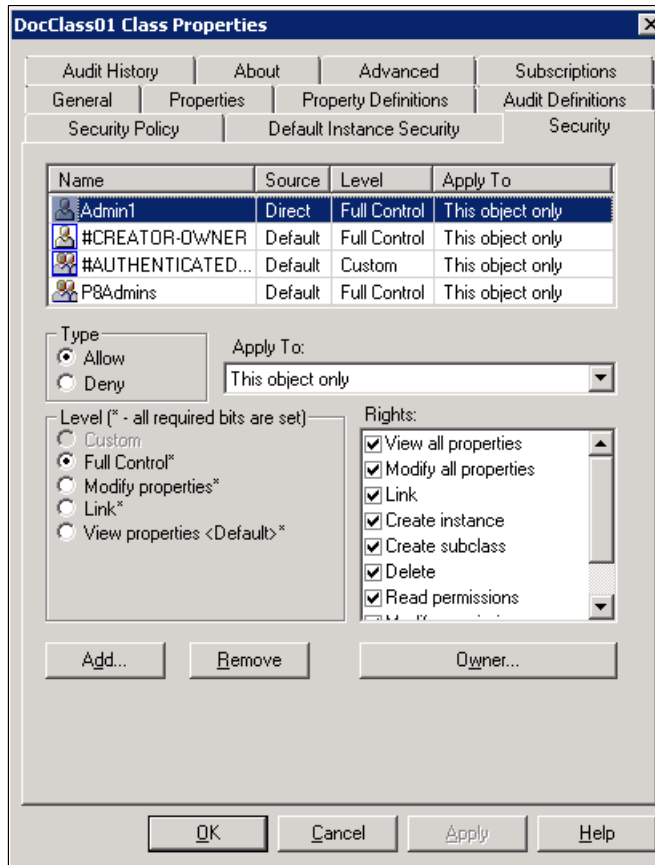 DocClass01 Class Properties
Audit History About Advanced Subscriptions
General Properties Property Definitions Audit Definitions
Security Policy Default Instance Security Security
Name Source Level Apply To
Admin1 Direct Full Control This object only
#CREATOR-OWNER Default Full Control This object only
#AUTHENTICATED... Default Custom This object only
P8Admins Default Full Control This object only
Type
Allow
Deny
Apply To:
This object only
Level (* - all required bits are set)
Custom
Full Control*
Modify properties*
Link*
View properties <Default>*
Rights:
View all properties
Modify all properties
Link
Create instance
Create subclass
Delete
Read permissions
Add... Remove Owner...
OK Cancel Apply Help